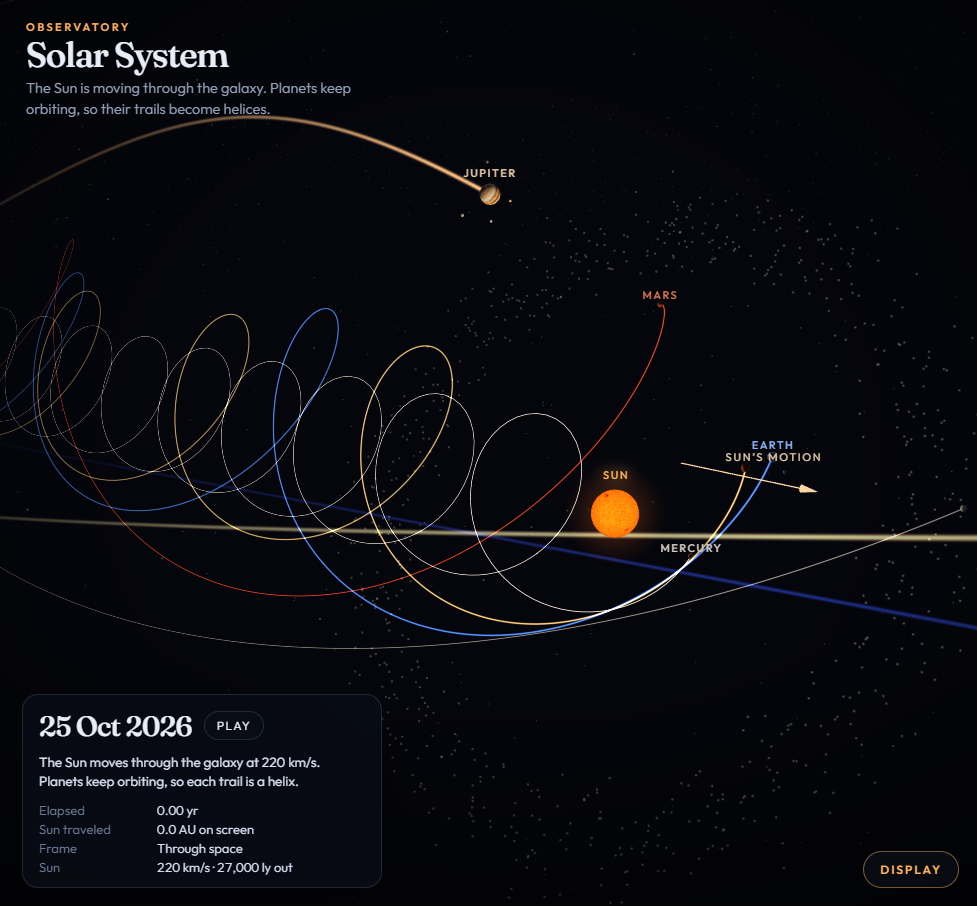 OBSERVATORY
Solar System
The Sun is moving through the galaxy. Planets keep
orbiting, so their trails become helices.
JUPITER
MARS
EARTH
SUN'S MOTION
SUN
MERCURY
25 Oct 2026
PLAY
The Sun moves through the galaxy at 220 km/s.
Planets keep orbiting, so each trail is a helix.
Elapsed 0.00 yr
Sun traveled 0.0 AU on screen
Frame Through space
Sun 220 km/s · 27,000 ly out
DISPLAY